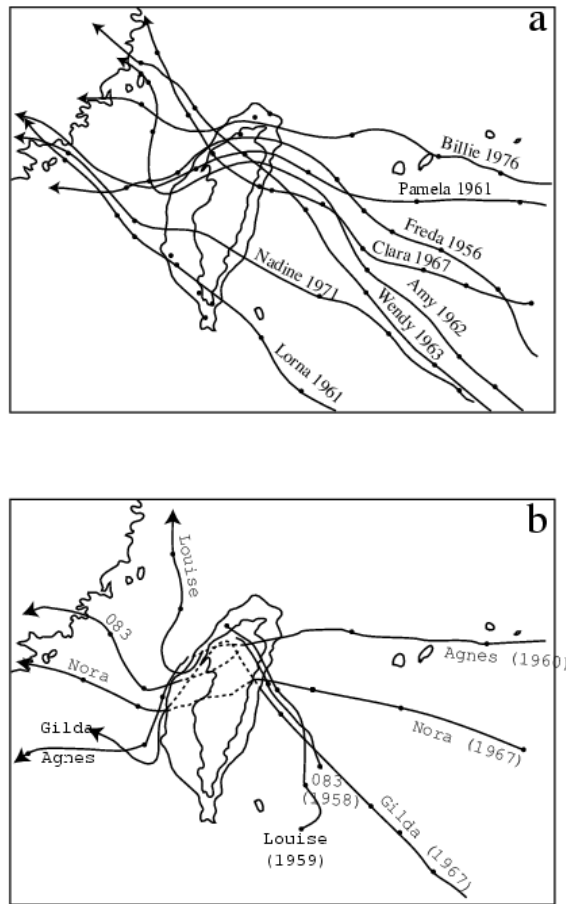 a
Billie 1976
Pamela 1961
Freda 1956
Clara 1967
Amy 1962
Wendy 1963
Nadine 1971
Lorna 1961
b
Louise
083
Nora
Gilda
Agnes
Agnes (1960)
Nora (1967)
083
(1958)
Gilda (1967)
Louise
(1959)